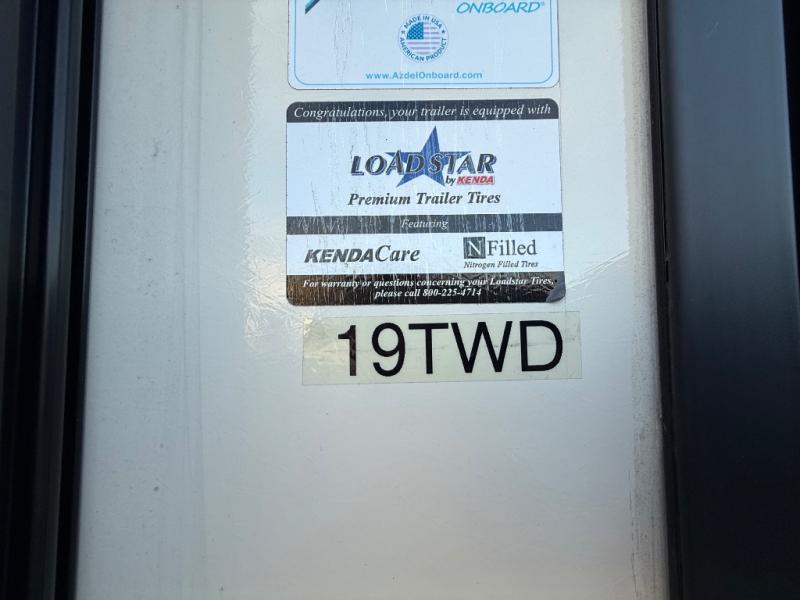 ONBOARD®
MADE IN USA
AMERICAN PRODUCT
www.AzdelOnboard.com
Congratulations, your trailer is equipped with
LOADSTAR
by KENDA
Premium Trailer Tires
Featuring
KENDACare
N Filled
Nitrogen Filled Tires
For warranty or questions concerning your Loadstar Tires,
please call 800-225-4714
19TWD